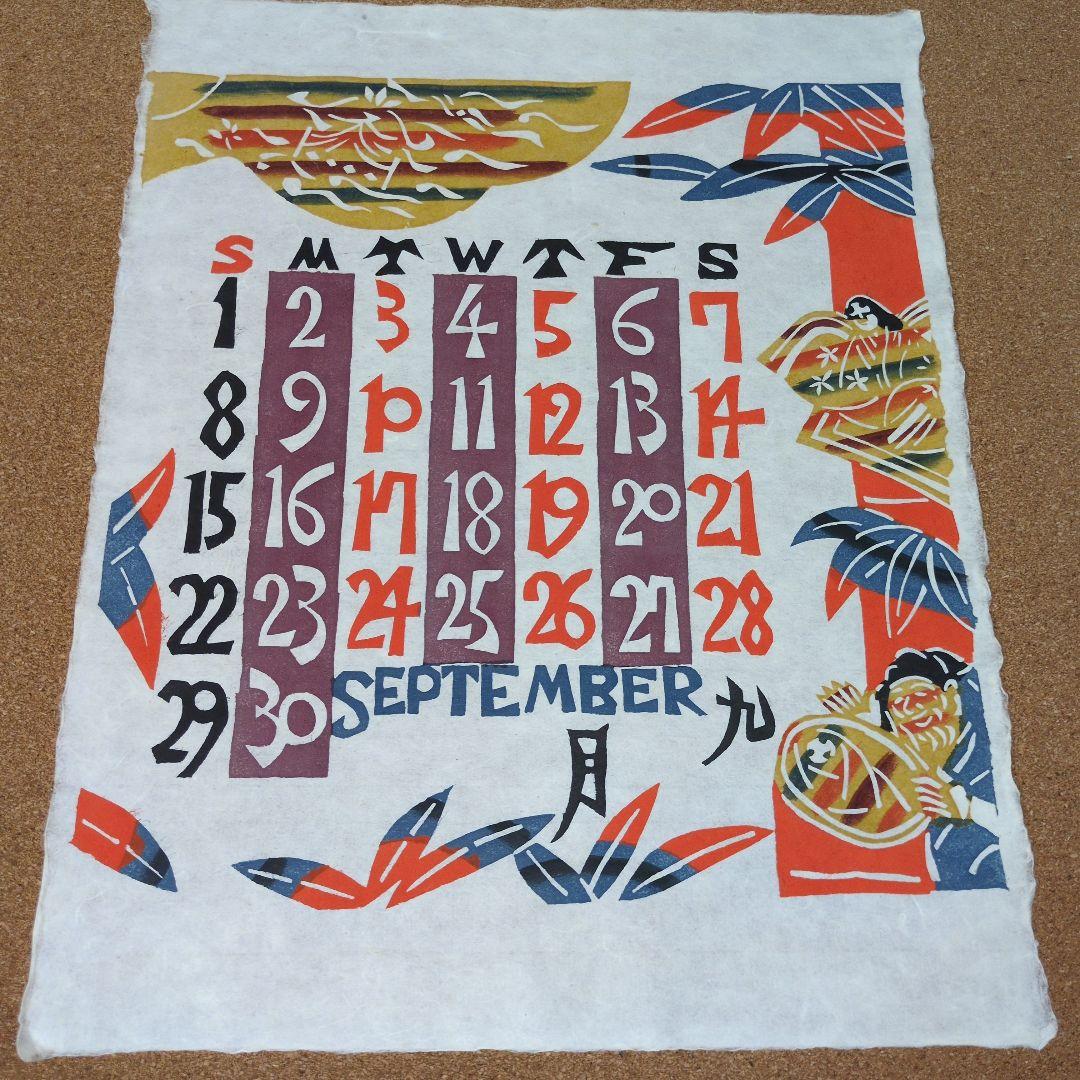 S M T W T F S
1 2 3 4 5 6 7
8 9 10 11 12 13 14
15 16 17 18 19 20 21
22 23 24 25 26 27 28
29 30 SEPTEMBER 九
月